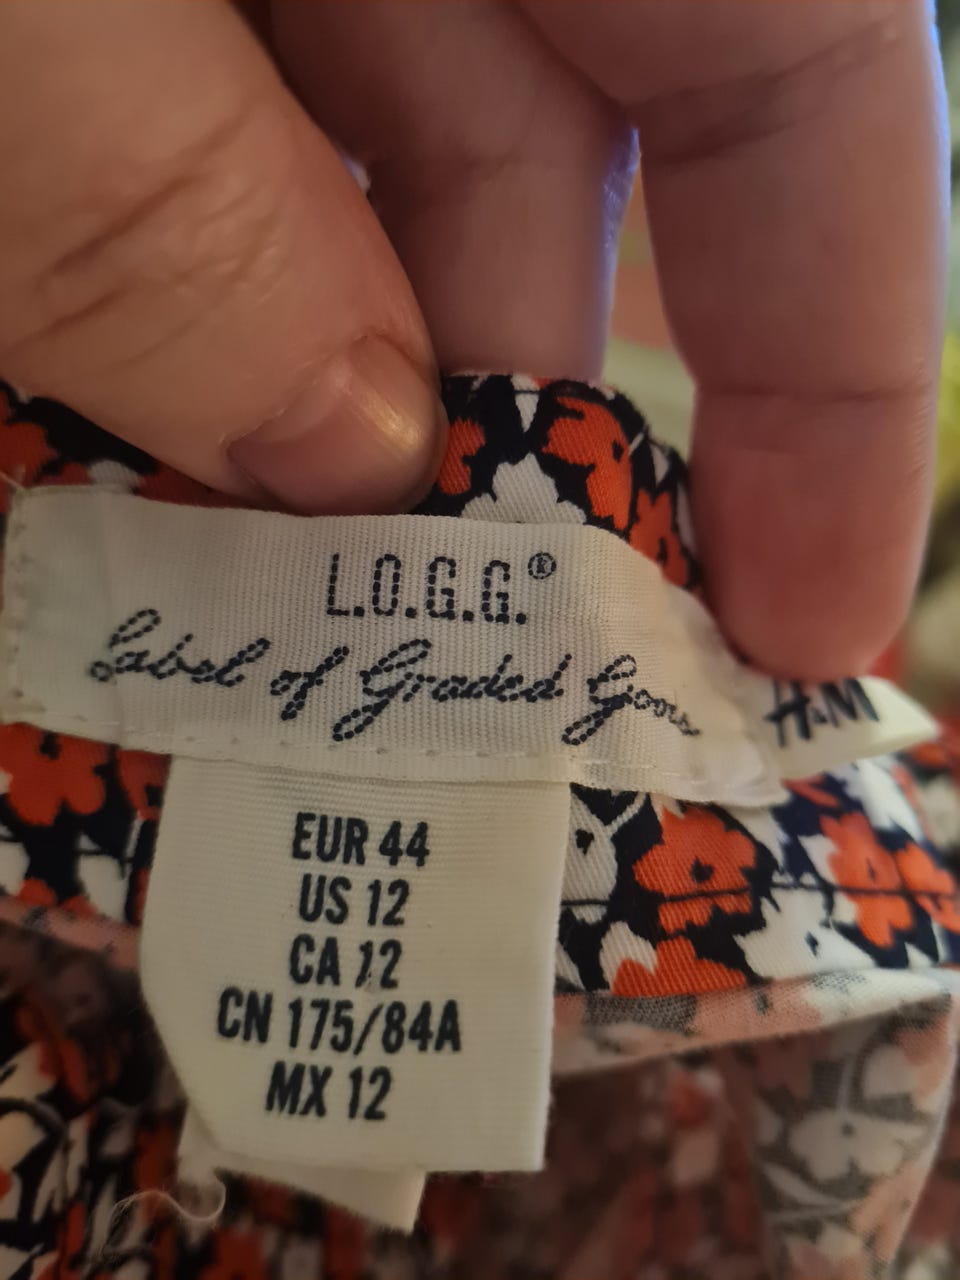 L.O.G.G.®
Label of Graded Goods
H&M
EUR 44
US 12
CA 12
CN 175/84A
MX 12